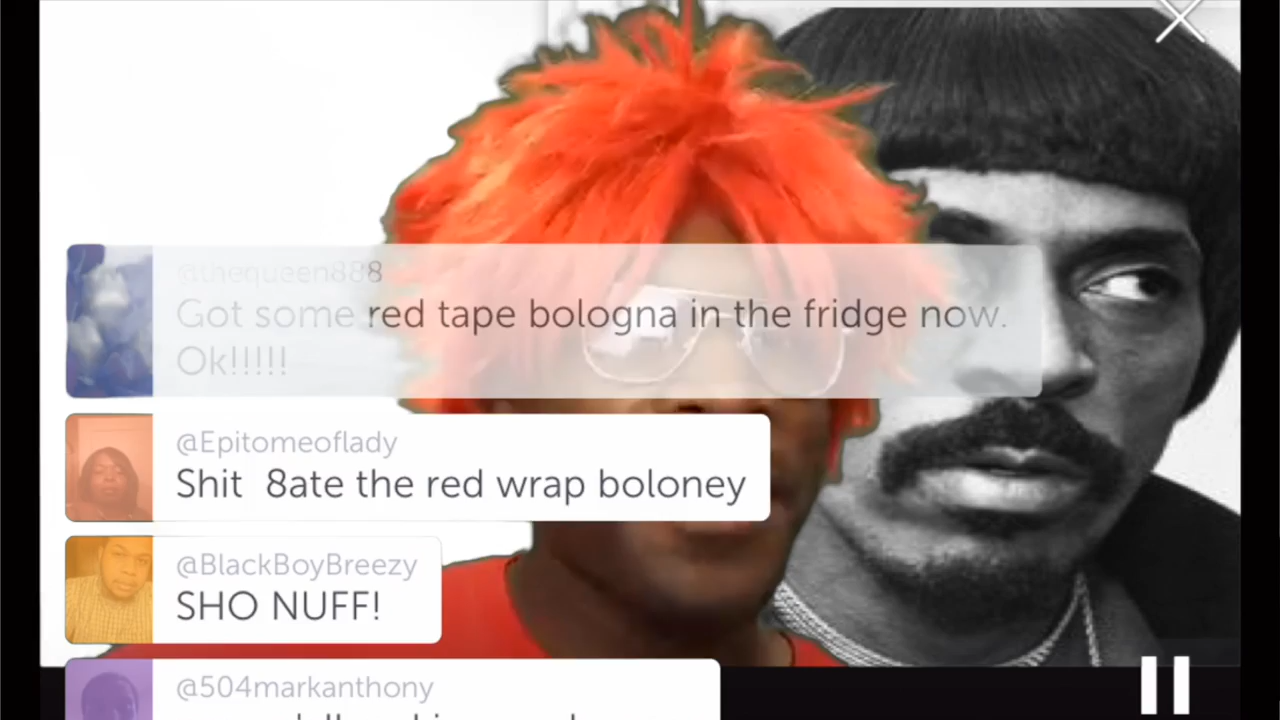 @thequeen888
Got some red tape bologna in the fridge now.
Ok!!!!!
@Epitomeoflady
Shit 8ate the red wrap boloney
@BlackBoyBreezy
SHO NUFF!
@504markanthony